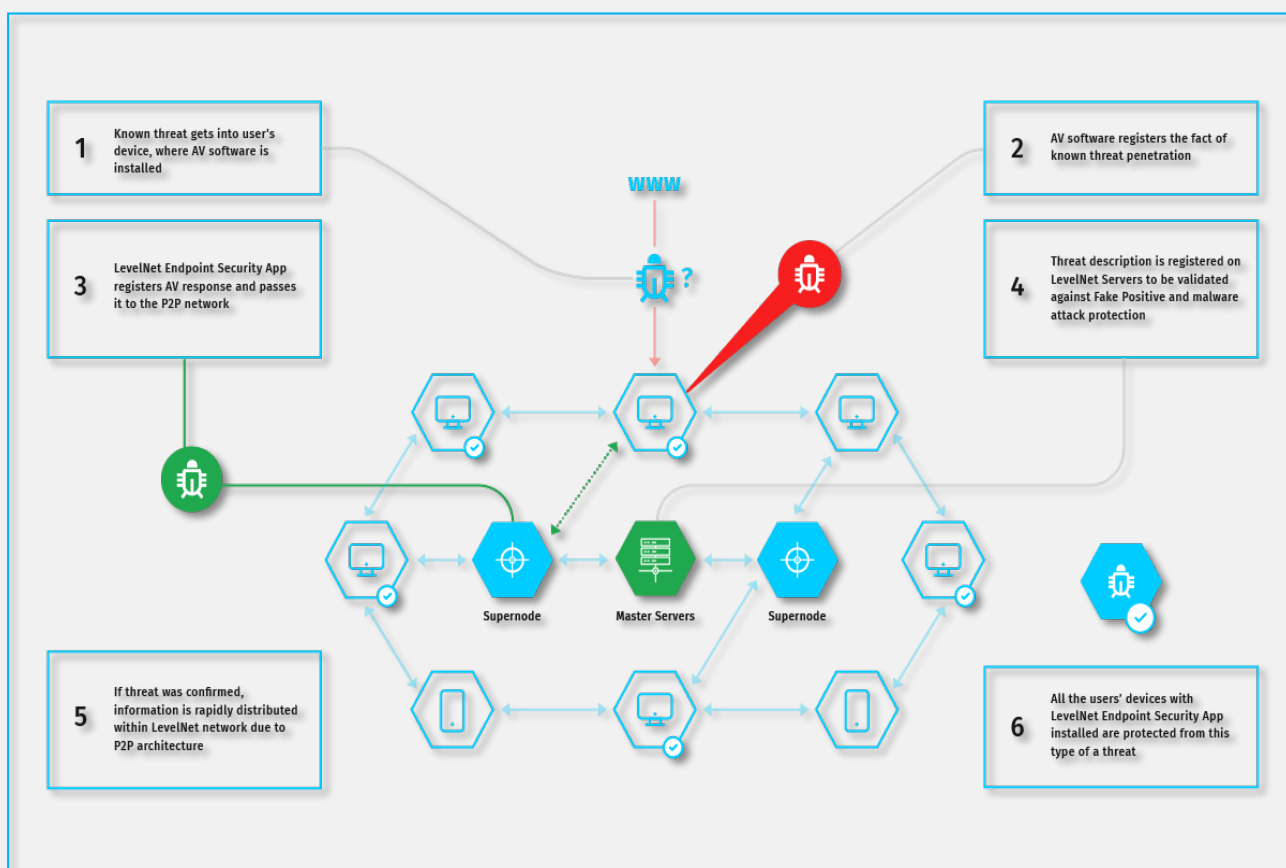 1
Known threat gets into user's
device, where AV software is
installed
2
AV software registers the fact of
known threat penetration
www
?
3
LevelNet Endpoint Security App
registers AV response and passes
it to the P2P network
4
Threat description is registered on
LevelNet Servers to be validated
against Fake Positive and malware
attack protection
Supernode
Master Servers
Supernode
5
If threat was confirmed,
information is rapidly distributed
within LevelNet network due to
P2P architecture
6
All the users' devices with
LevelNet Endpoint Security App
installed are protected from this
type of a threat